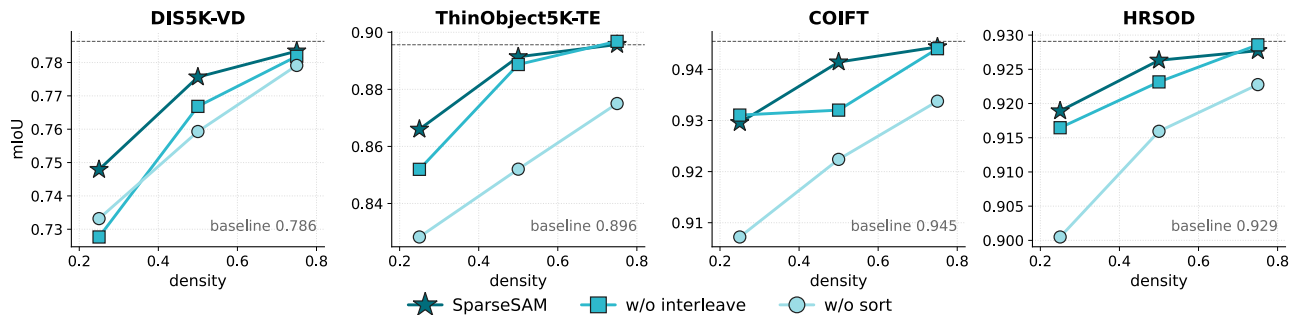 DIS5K-VD
ThinObject5K-TE
COIFT
HRSOD
mIoU
0.78
0.77
0.76
0.75
0.74
0.73
baseline 0.786
0.2 0.4 0.6 0.8
density
0.90
0.88
0.86
0.84
baseline 0.896
0.2 0.4 0.6 0.8
density
0.94
0.93
0.92
0.91
baseline 0.945
0.2 0.4 0.6 0.8
density
0.930
0.925
0.920
0.915
0.910
0.905
0.900
baseline 0.929
0.2 0.4 0.6 0.8
density
SparseSAM w/o interleave w/o sort